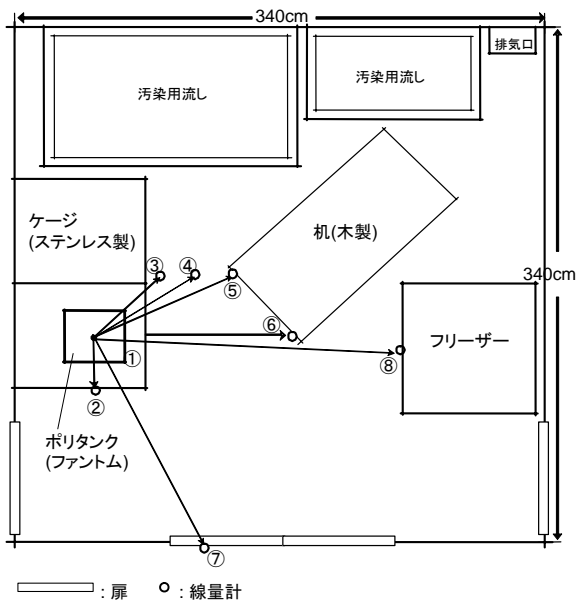 340cm
排気口
汚染用流し
汚染用流し
ケージ
(ステンレス製)
机(木製)
③
④
⑤
340cm
⑥
フリーザー
①
⑧
②
ポリタンク
(ファントム)
⑦
: 扉
: 線量計